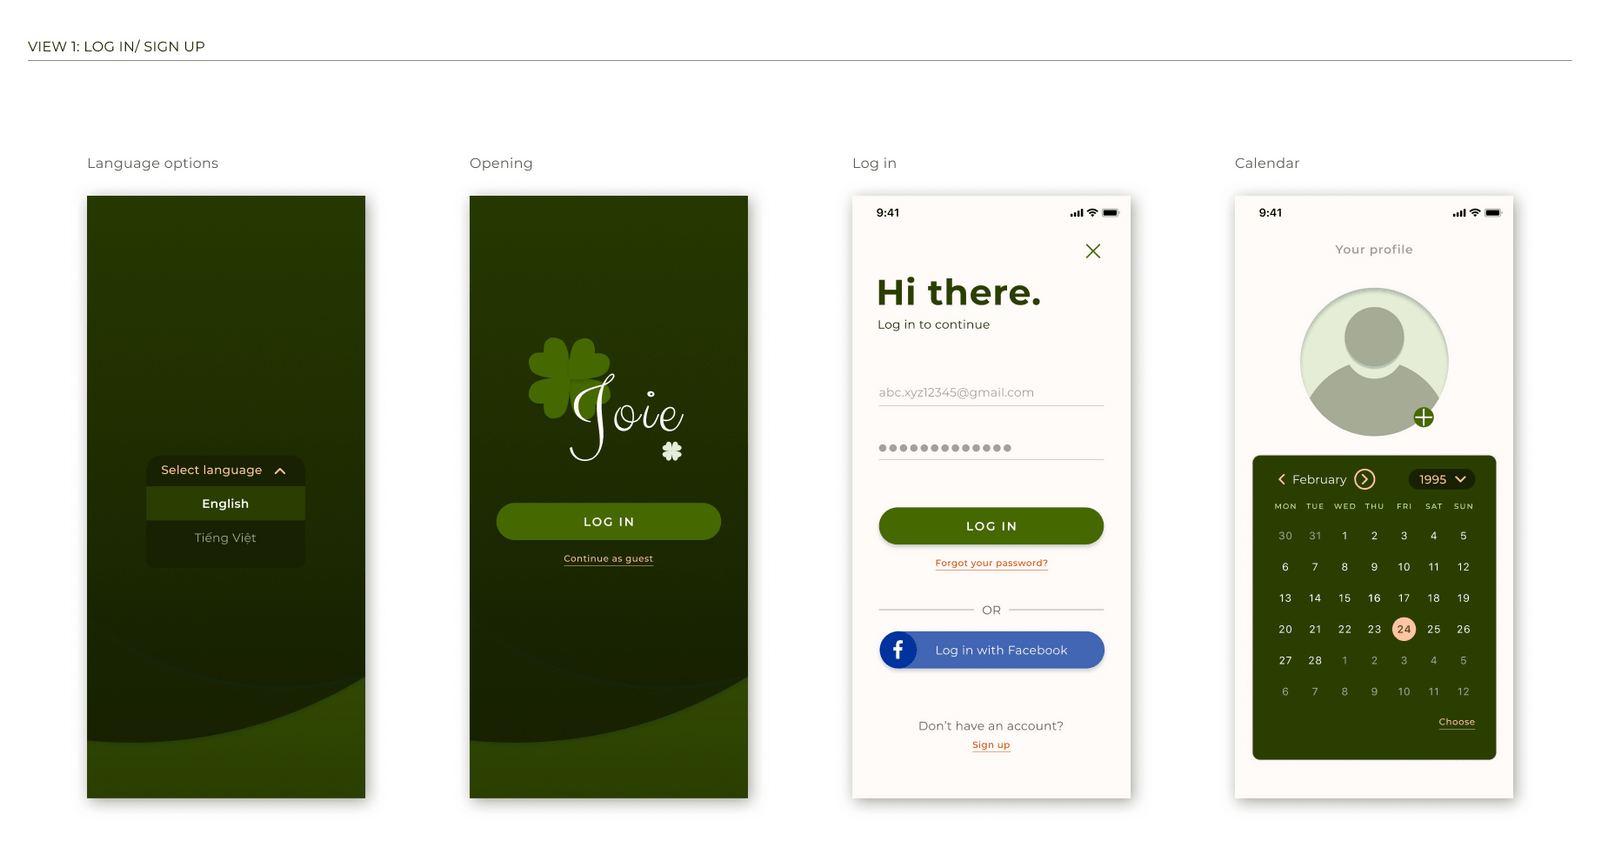 VIEW 1: LOG IN/ SIGN UP
Language options
Select language
English
Tiếng Việt
Opening
Joie
LOG IN
Continue as guest
Log in
9:41
Hi there.
Log in to continue
abc.xyz12345@gmail.com
LOG IN
Forgot your password?
OR
f Log in with Facebook
Don't have an account?
Sign up
Calendar
9:41
Your profile
February 1995
MON TUE WED THU FRI SAT SUN
30 31 1 2 3 4 5
6 7 8 9 10 11 12
13 14 15 16 17 18 19
20 21 22 23 24 25 26
27 28 1 2 3 4 5
6 7 8 9 10 11 12
Choose